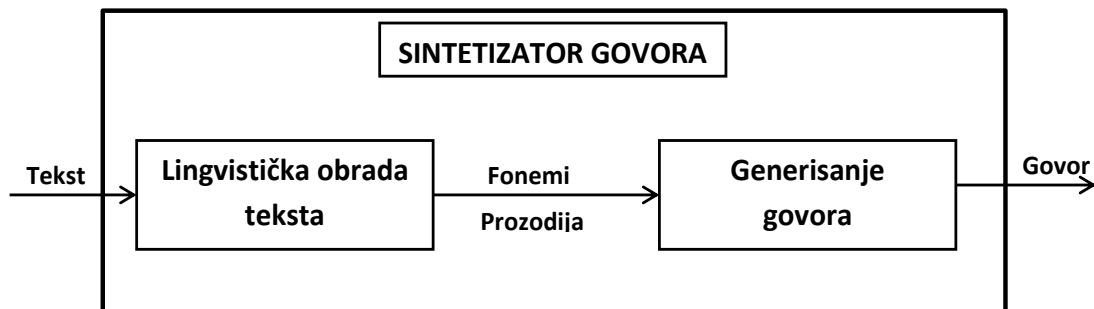 SINTETIZATOR GOVORA
Tekst
Lingvistička obrada
teksta
Fonemi
Prozodija
Generisanje
govora
Govor